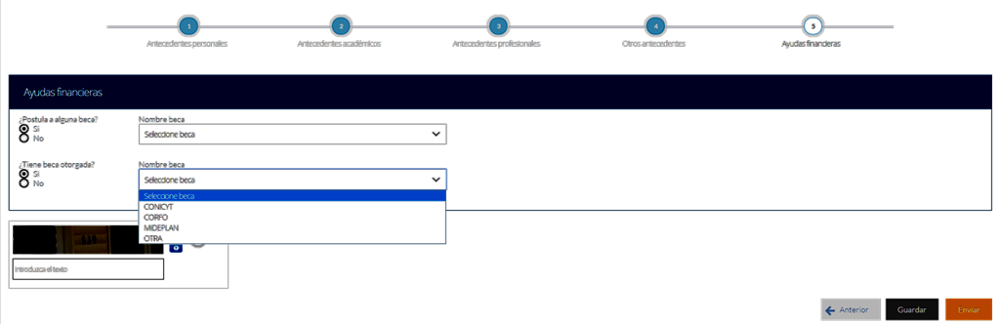 1 2 3 4 5
Antecedentes personales Antecedentes académicos Antecedentes profesionales Otros antecedentes Ayudas financieras
Ayudas financieras
¿Postula a alguna beca? Nombre beca
Si Seleccione beca
No
¿Tiene beca otorgada? Nombre beca
Si Seleccione beca
No
Seleccione beca
CONICYT
CORFO
MIDEPLAN
OTRA
Introduzca el texto
Anterior Guardar Enviar